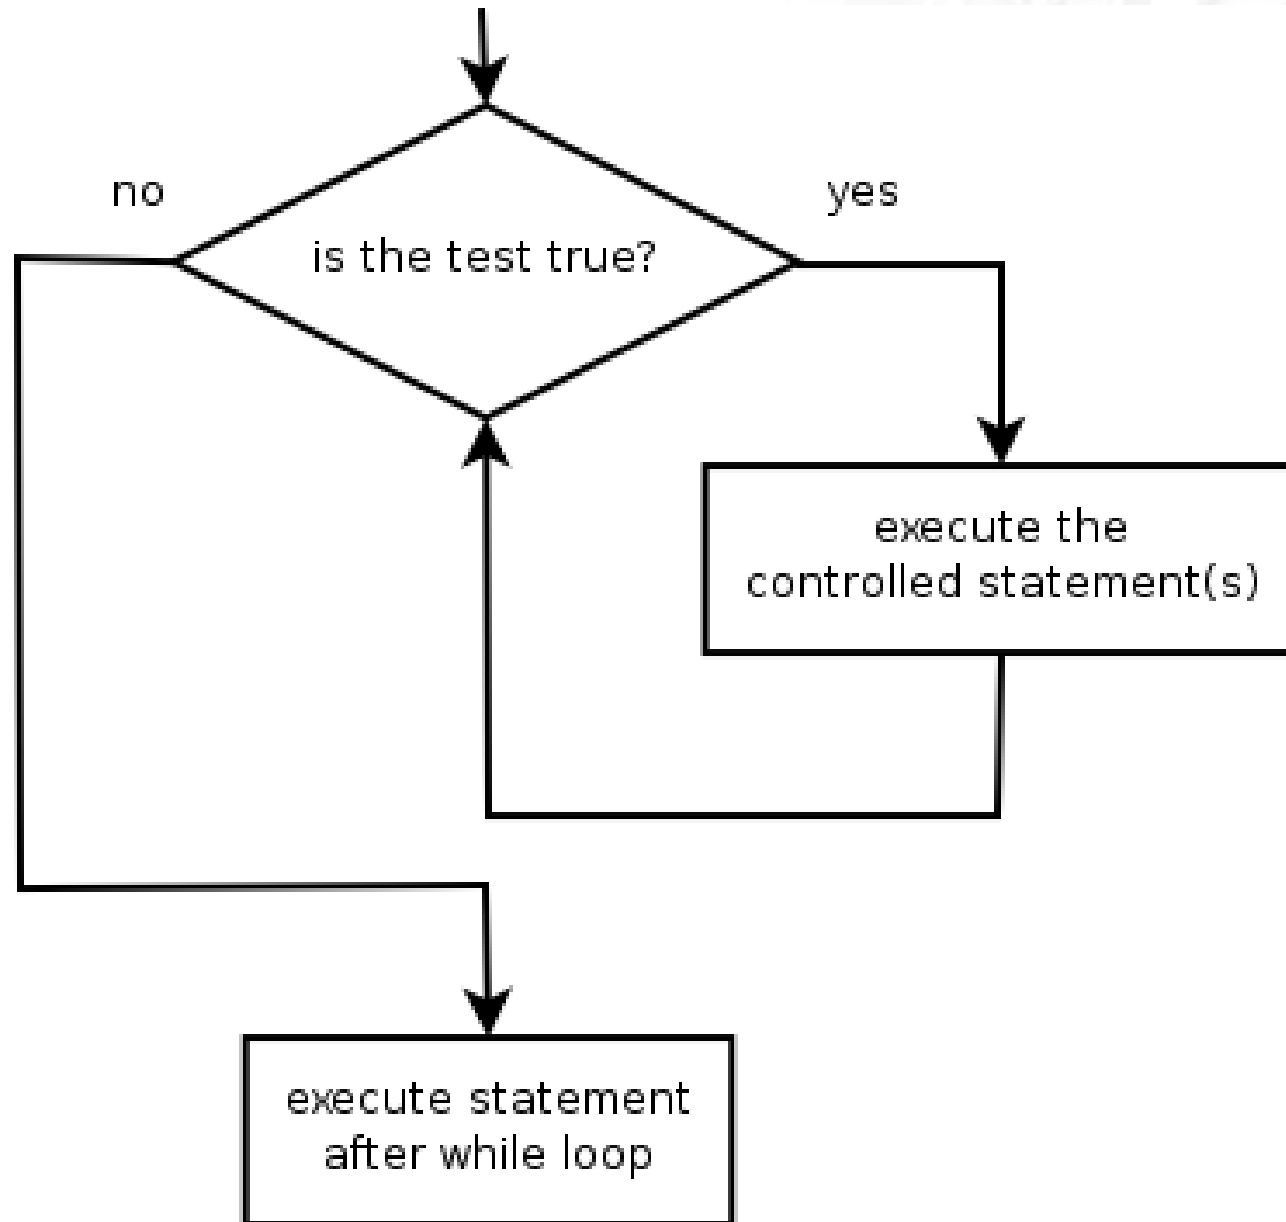 no
yes
is the test true?
execute the
controlled statement(s)
execute statement
after while loop